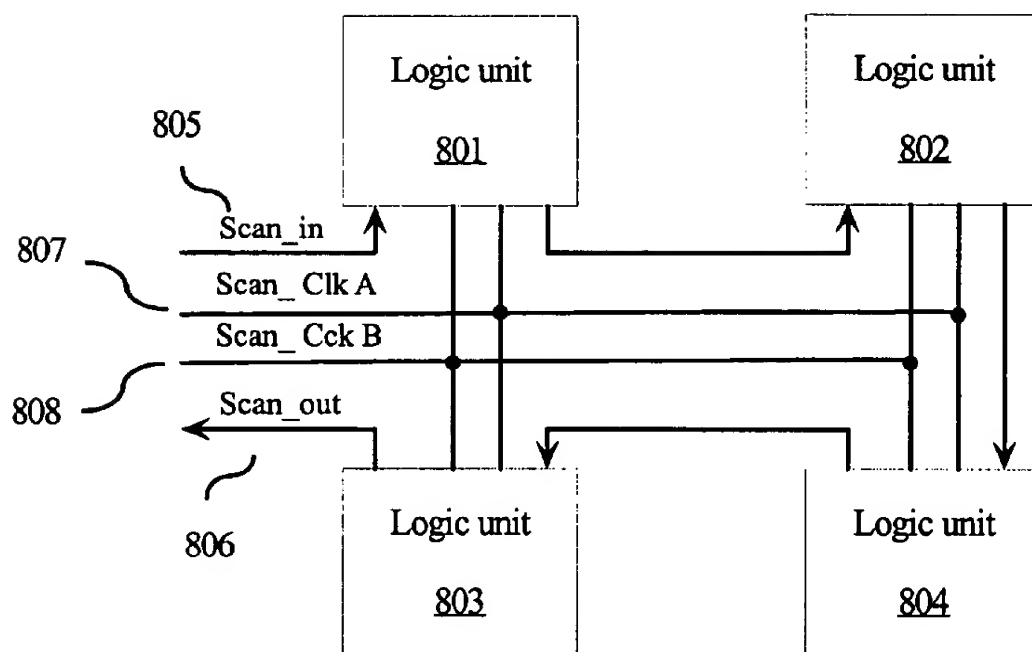 Logic unit
801
Logic unit
802
805
Scan_in
807
Scan_ Clk A
Scan_ Cck B
808
Scan_out
806
Logic unit
803
Logic unit
804